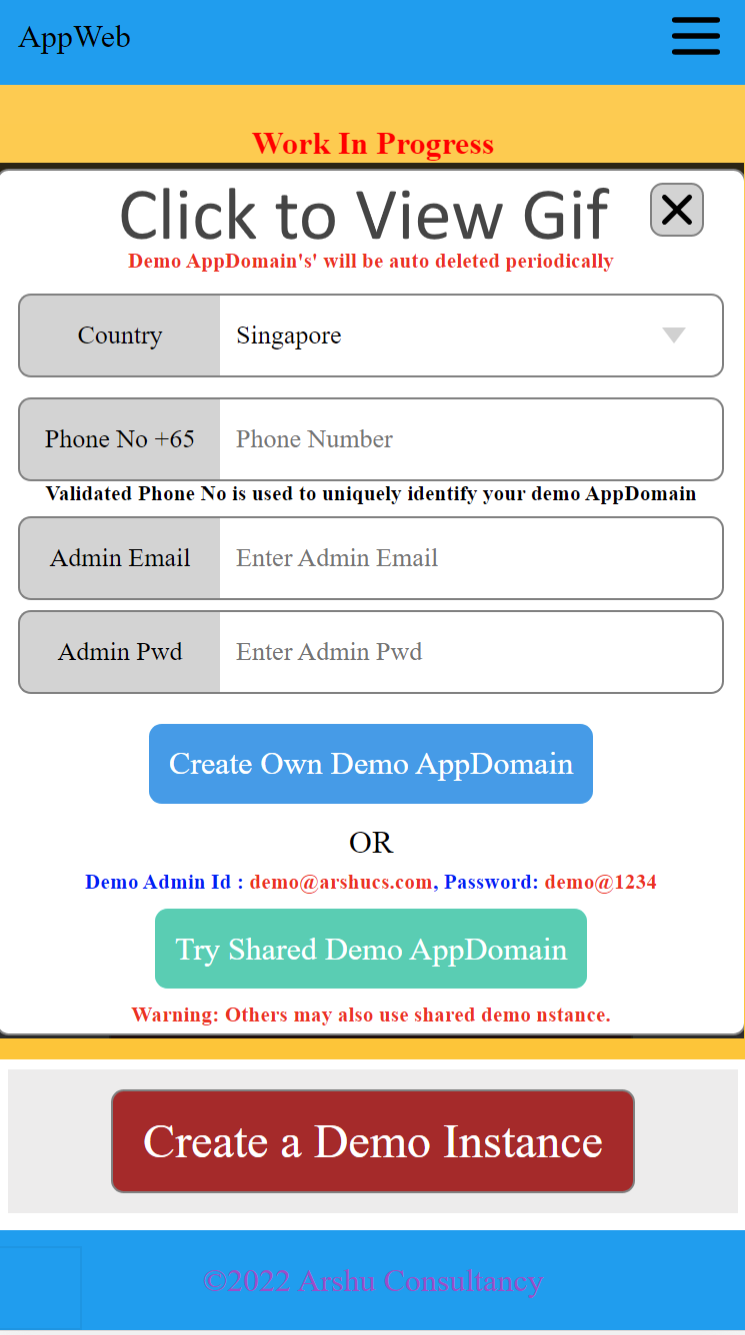 AppWeb
Work In Progress
Click to View Gif
Demo AppDomain's' will be auto deleted periodically
Country
Singapore
Phone No +65
Phone Number
Validated Phone No is used to uniquely identify your demo AppDomain
Admin Email
Enter Admin Email
Admin Pwd
Enter Admin Pwd
Create Own Demo AppDomain
OR
Demo Admin Id : demo@arshucs.com, Password: demo@1234
Try Shared Demo AppDomain
Warning: Others may also use shared demo nstance.
Create a Demo Instance
©2022 Arshu Consultancy